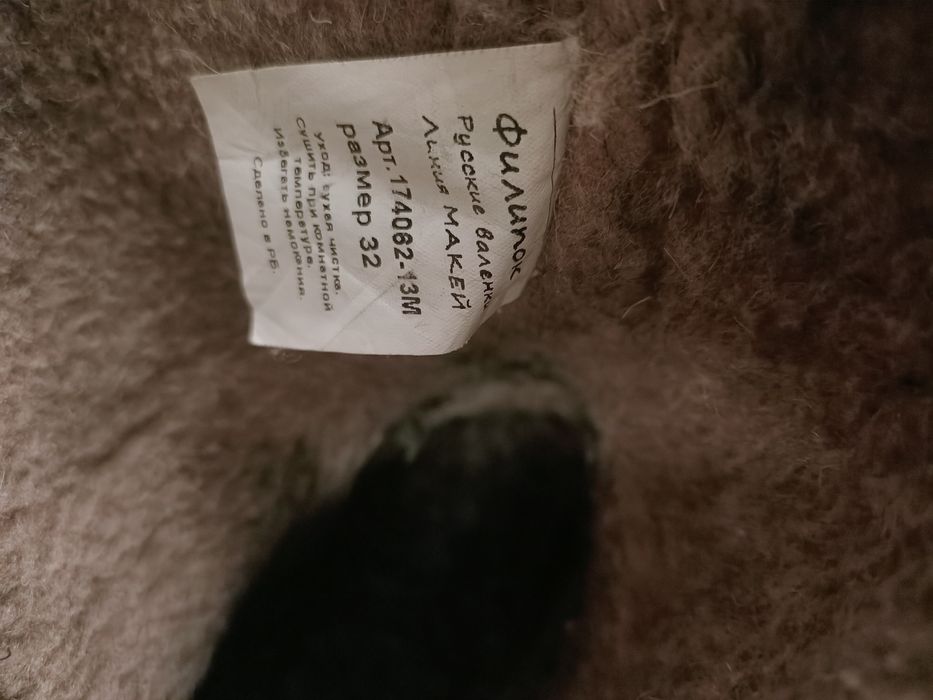 Филипок
Русские валенки
Линия МАКЕЙ
Арт.174062-13М
размер 32
уход: сухая чистка.
сушить при комнатной
температуре.
Избегать намокания.
Сделано в РБ.